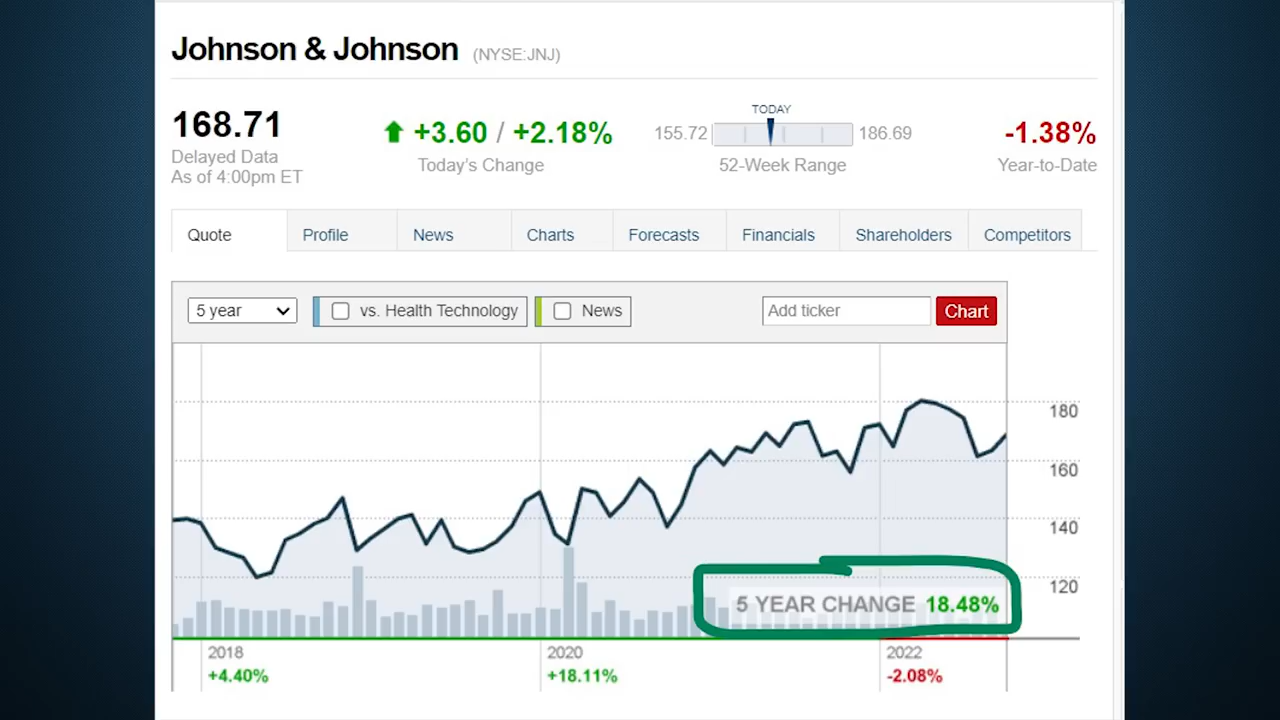 Johnson & Johnson (NYSE:JNJ)
TODAY
168.71 +3.60 / +2.18% 155.72 186.69 -1.38%
Delayed Data Today's Change 52-Week Range Year-to-Date
As of 4:00pm ET
Quote Profile News Charts Forecasts Financials Shareholders Competitors
5 year vs. Health Technology News Add ticker Chart
180
160
140
120
5 YEAR CHANGE 18.48%
2018 2020 2022
+4.40% +18.11% -2.08%